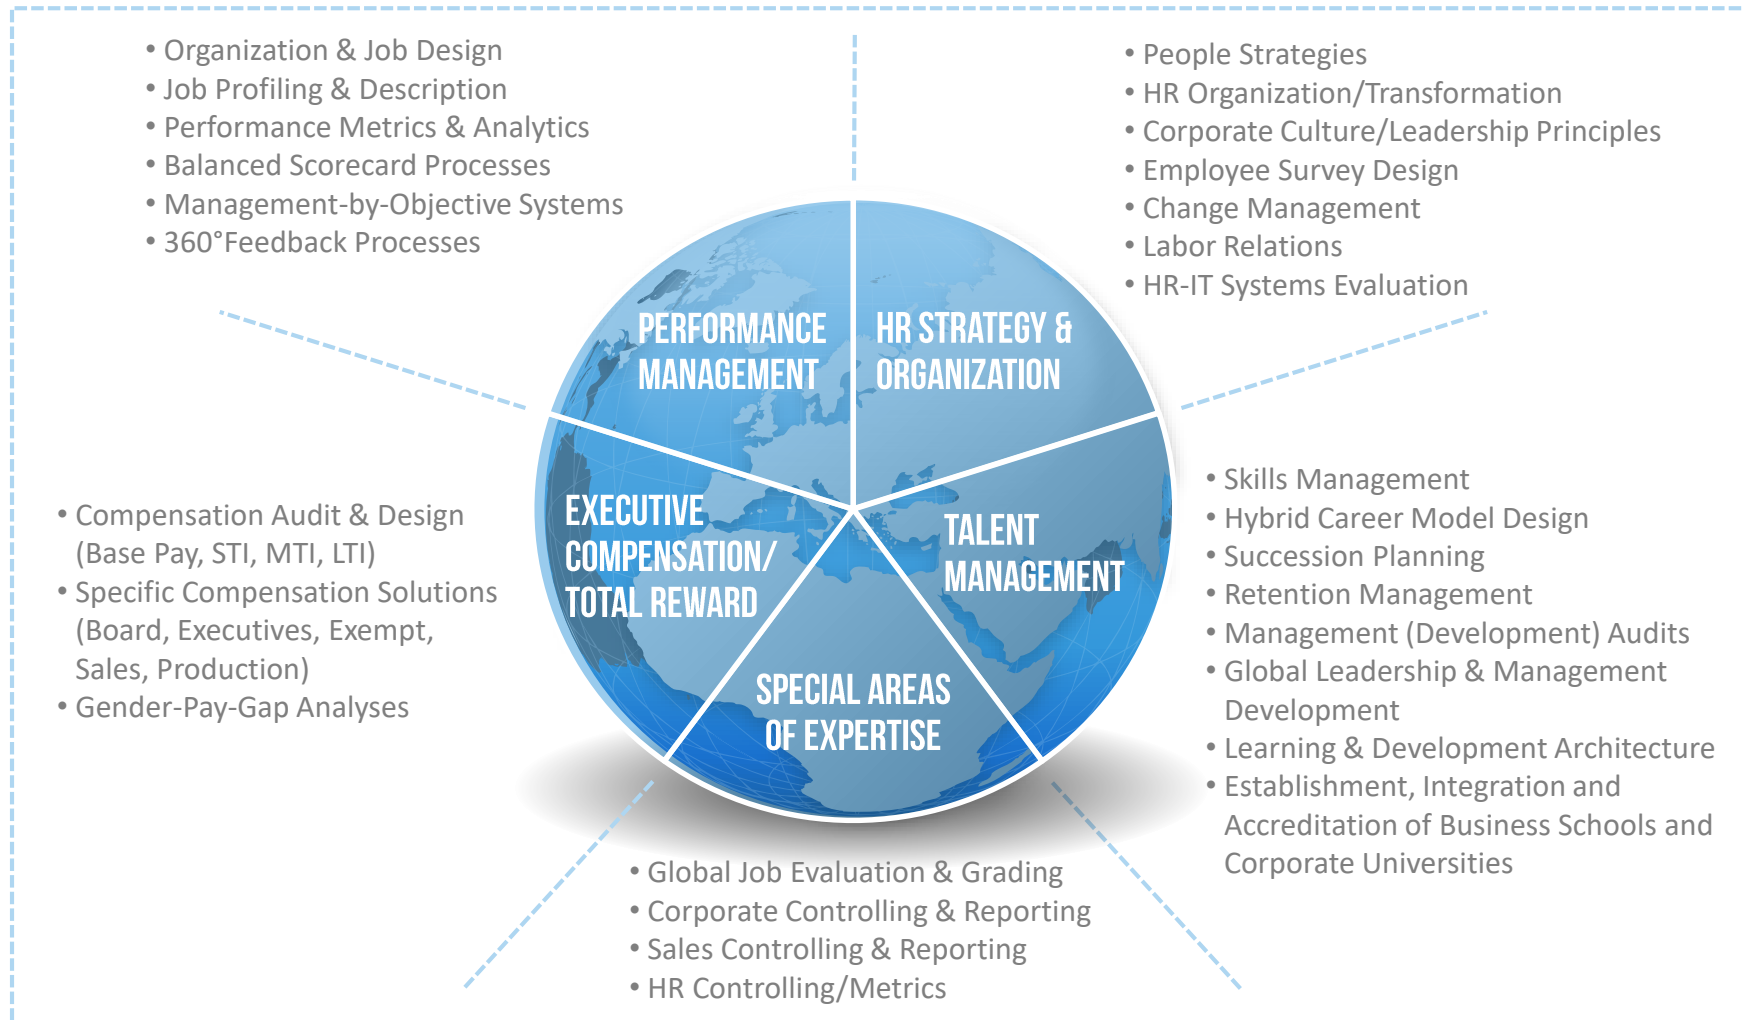 • Organization & Job Design
• Job Profiling & Description
• Performance Metrics & Analytics
• Balanced Scorecard Processes
• Management-by-Objective Systems
• 360°Feedback Processes
• People Strategies
• HR Organization/Transformation
• Corporate Culture/Leadership Principles
• Employee Survey Design
• Change Management
• Labor Relations
• HR-IT Systems Evaluation
PERFORMANCE
MANAGEMENT
HR STRATEGY &
ORGANIZATION
EXECUTIVE
COMPENSATION/
TOTAL REWARD
TALENT
MANAGEMENT
SPECIAL AREAS
OF EXPERTISE
• Compensation Audit & Design
(Base Pay, STI, MTI, LTI)
• Specific Compensation Solutions
(Board, Executives, Exempt,
Sales, Production)
• Gender-Pay-Gap Analyses
• Skills Management
• Hybrid Career Model Design
• Succession Planning
• Retention Management
• Management (Development) Audits
• Global Leadership & Management
Development
• Learning & Development Architecture
• Establishment, Integration and
Accreditation of Business Schools and
Corporate Universities
• Global Job Evaluation & Grading
• Corporate Controlling & Reporting
• Sales Controlling & Reporting
• HR Controlling/Metrics